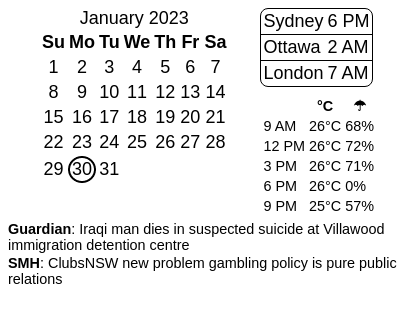 January 2023
Su Mo Tu We Th Fr Sa
1 2 3 4 5 6 7
8 9 10 11 12 13 14
15 16 17 18 19 20 21
22 23 24 25 26 27 28
29 30 31
Sydney 6 PM
Ottawa 2 AM
London 7 AM
°C ☂
9 AM 26°C 68%
12 PM 26°C 72%
3 PM 26°C 71%
6 PM 26°C 0%
9 PM 25°C 57%
Guardian: Iraqi man dies in suspected suicide at Villawood
immigration detention centre
SMH: ClubsNSW new problem gambling policy is pure public
relations